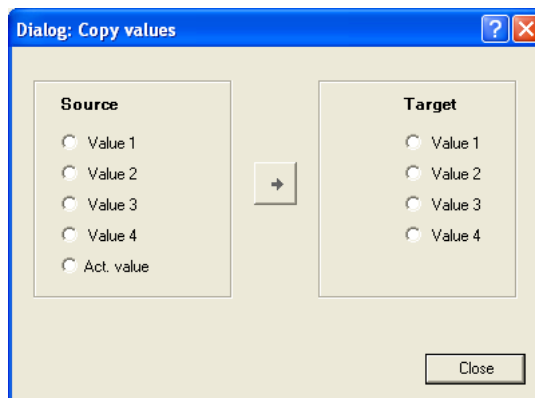 Dialog: Copy values
Source
Value 1
Value 2
Value 3
Value 4
Act. value
Target
Value 1
Value 2
Value 3
Value 4
Close